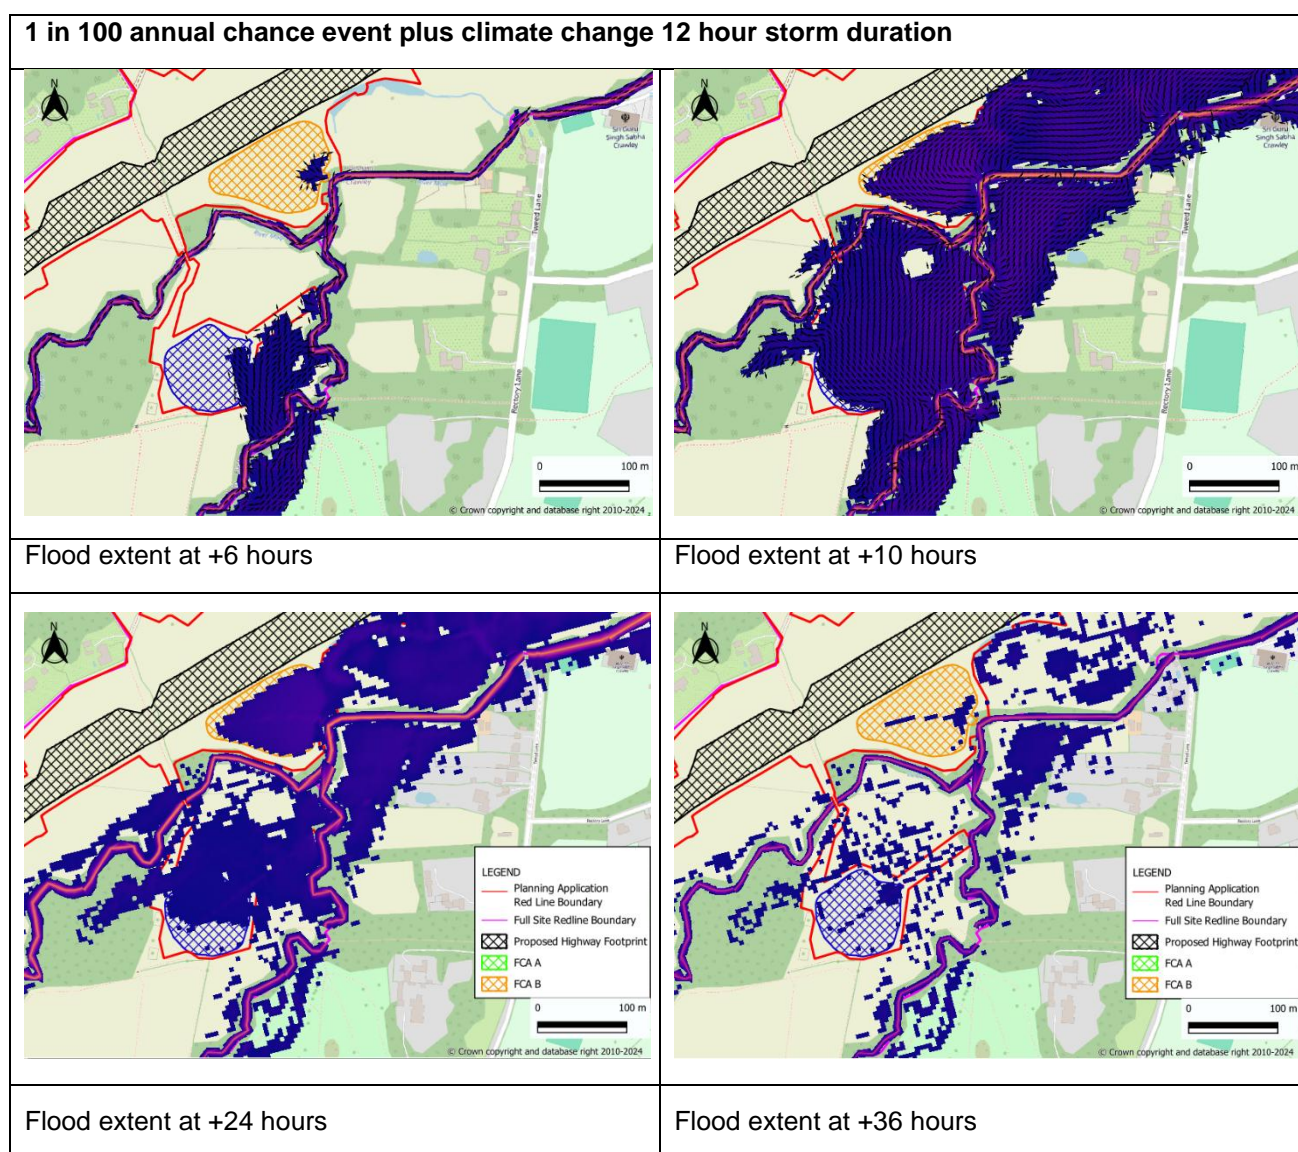 1 in 100 annual chance event plus climate change 12 hour storm duration
N
Sri Guru
Singh Sabha
Crawley
Crawley
River Mole
Tweed Lane
Rectory Lane
0 100 m
© Crown copyright and database right 2010-2024
N
Sri Guru
Singh Sabha
Crawley
Tweed Lane
Rectory Lane
0 100 m
© Crown copyright and database right 2010-2024
Flood extent at +6 hours
Flood extent at +10 hours
N
LEGEND
Planning Application
Red Line Boundary
Full Site Redline Boundary
Proposed Highway Footprint
FCA A
FCA B
0 100 m
© Crown copyright and database right 2010-2024
N
LEGEND
Planning Application
Red Line Boundary
Full Site Redline Boundary
Proposed Highway Footprint
FCA A
FCA B
0 100 m
© Crown copyright and database right 2010-2024
Flood extent at +24 hours
Flood extent at +36 hours